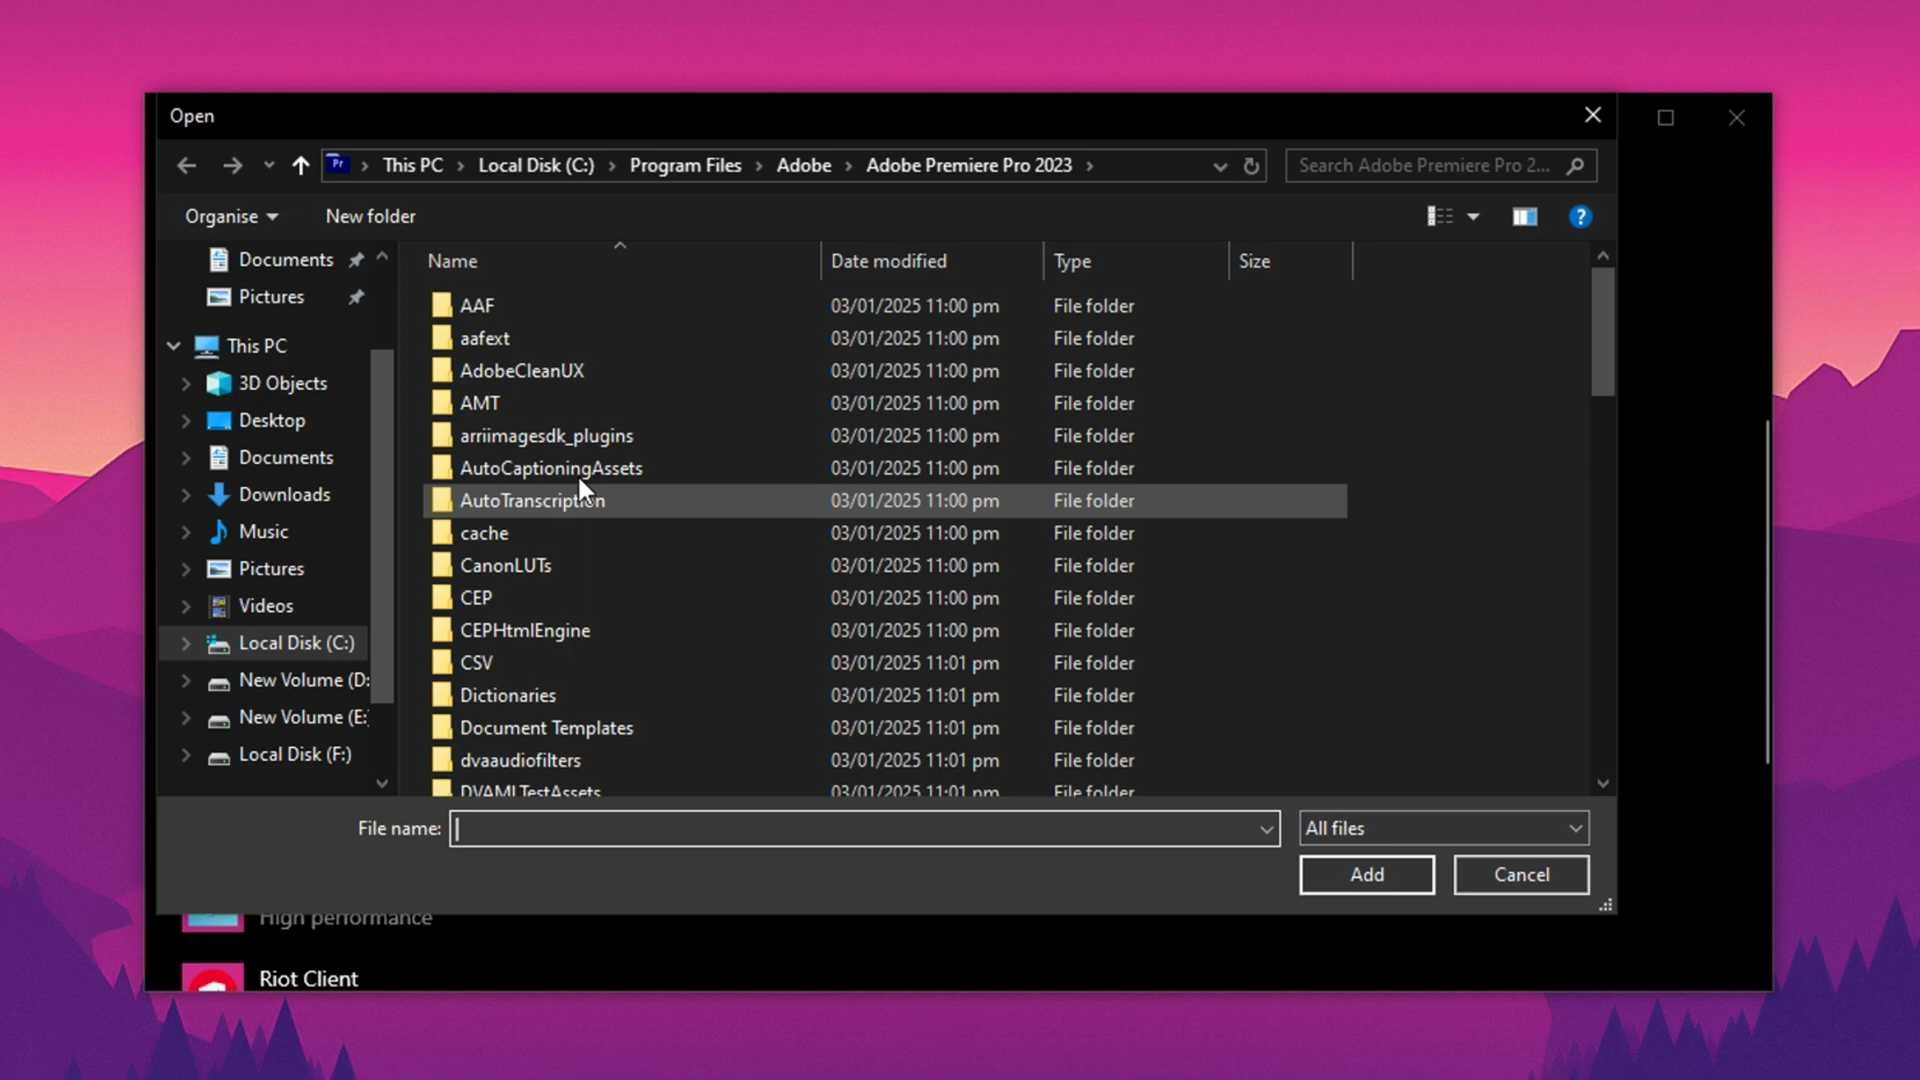 Open
Pr This PC Local Disk (C:) Program Files Adobe Adobe Premiere Pro 2023
Search Adobe Premiere Pro 2...
Organise New folder
?
Documents
Pictures
This PC
3D Objects
Desktop
Documents
Downloads
Music
Pictures
Videos
Local Disk (C:)
New Volume (D:
New Volume (E:
Local Disk (F:)
Name Date modified Type Size
AAF 03/01/2025 11:00 pm File folder
aafext 03/01/2025 11:00 pm File folder
AdobeCleanUX 03/01/2025 11:00 pm File folder
AMT 03/01/2025 11:00 pm File folder
arriimagesdk_plugins 03/01/2025 11:00 pm File folder
AutoCaptioningAssets 03/01/2025 11:00 pm File folder
AutoTranscription 03/01/2025 11:00 pm File folder
cache 03/01/2025 11:00 pm File folder
CanonLUTs 03/01/2025 11:00 pm File folder
CEP 03/01/2025 11:00 pm File folder
CEPHtmlEngine 03/01/2025 11:00 pm File folder
CSV 03/01/2025 11:01 pm File folder
Dictionaries 03/01/2025 11:01 pm File folder
Document Templates 03/01/2025 11:01 pm File folder
dvaaudiofilters 03/01/2025 11:01 pm File folder
DVAMLTestAssets 03/01/2025 11:01 pm File folder
File name:
All files
Add Cancel
High performance
Riot Client